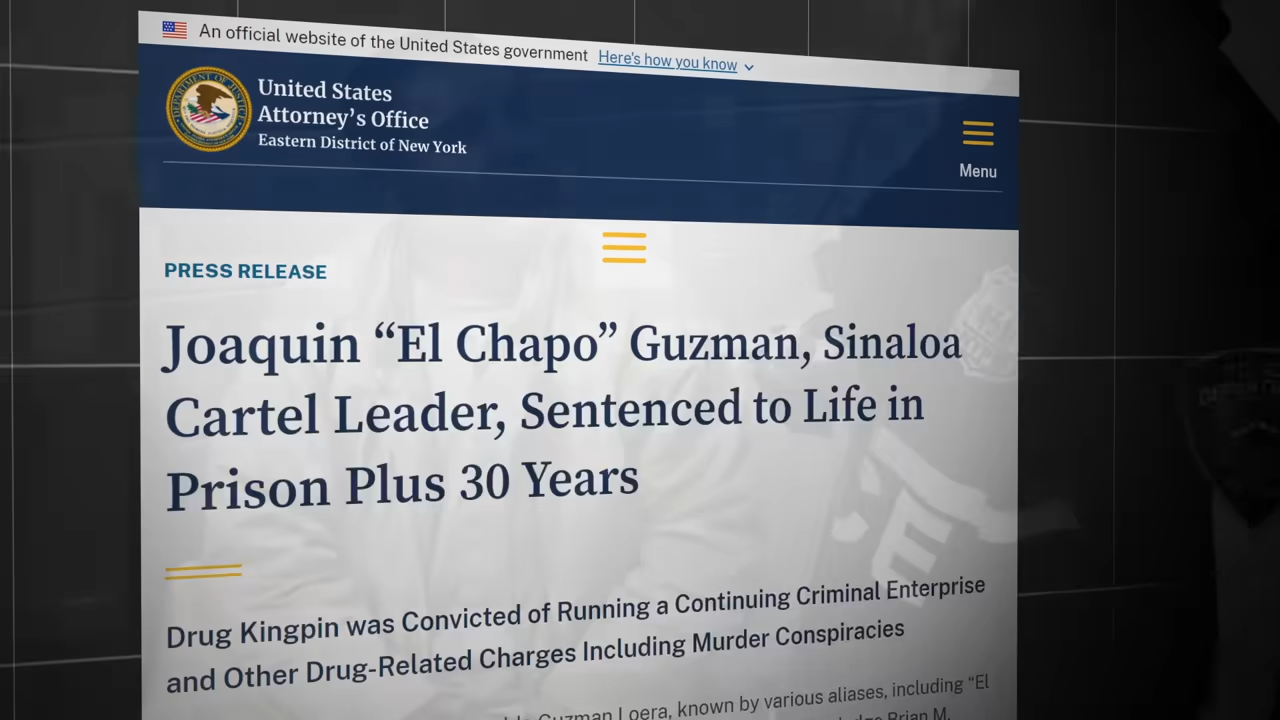 An official website of the United States government Here's how you know
United States
Attorney's Office
Eastern District of New York
Menu
PRESS RELEASE
Joaquin “El Chapo” Guzman, Sinaloa
Cartel Leader, Sentenced to Life in
Prison Plus 30 Years
Drug Kingpin was Convicted of Running a Continuing Criminal Enterprise
and Other Drug-Related Charges Including Murder Conspiracies
Guzman Loera, known by various aliases, including “El
Brian M.